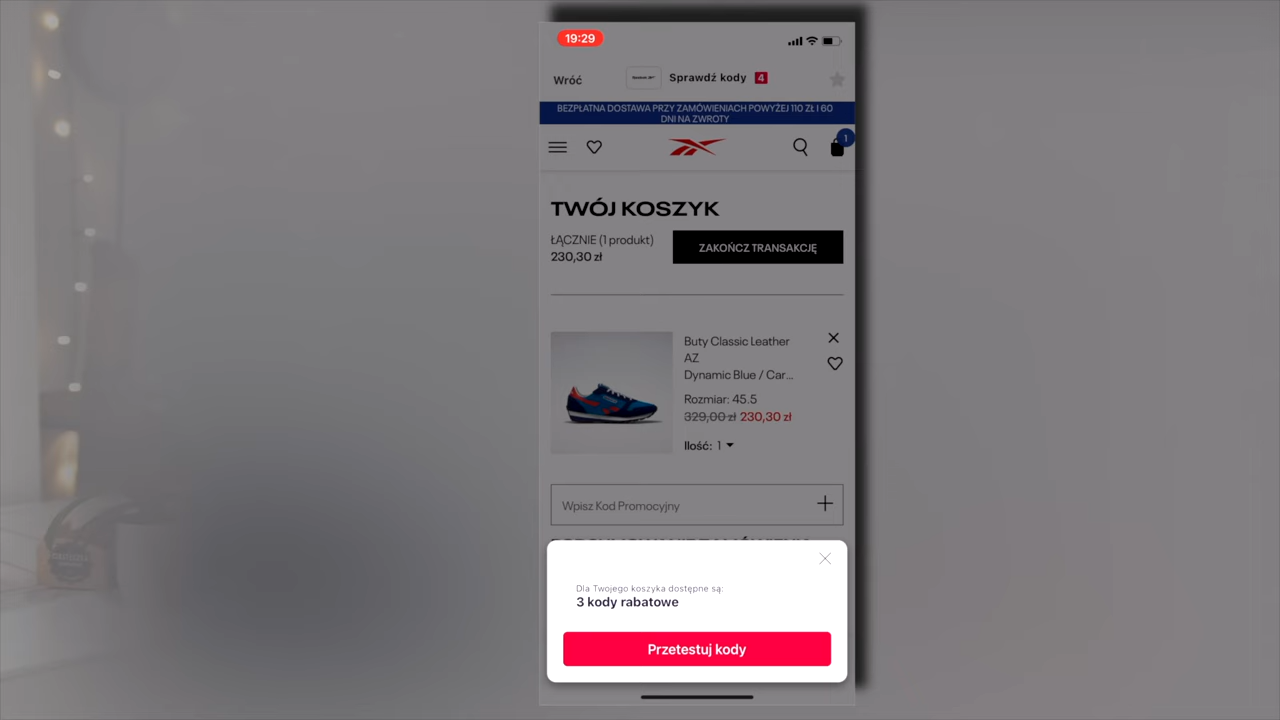 19:29
Wróć
Sprawdź kody 4
BEZPŁATNA DOSTAWA PRZY ZAMÓWIENIACH POWYŻEJ 110 ZŁ I 60
DNI NA ZWROTY
1
TWÓJ KOSZYK
ŁĄCZNIE (1 produkt)
230,30 zł
ZAKOŃCZ TRANSAKCJĘ
Buty Classic Leather
AZ
Dynamic Blue / Car...
Rozmiar: 45.5
329,00 zł 230,30 zł
Ilość: 1
Wpisz Kod Promocyjny
Dla Twojego koszyka dostępne są:
3 kody rabatowe
Przetestuj kody